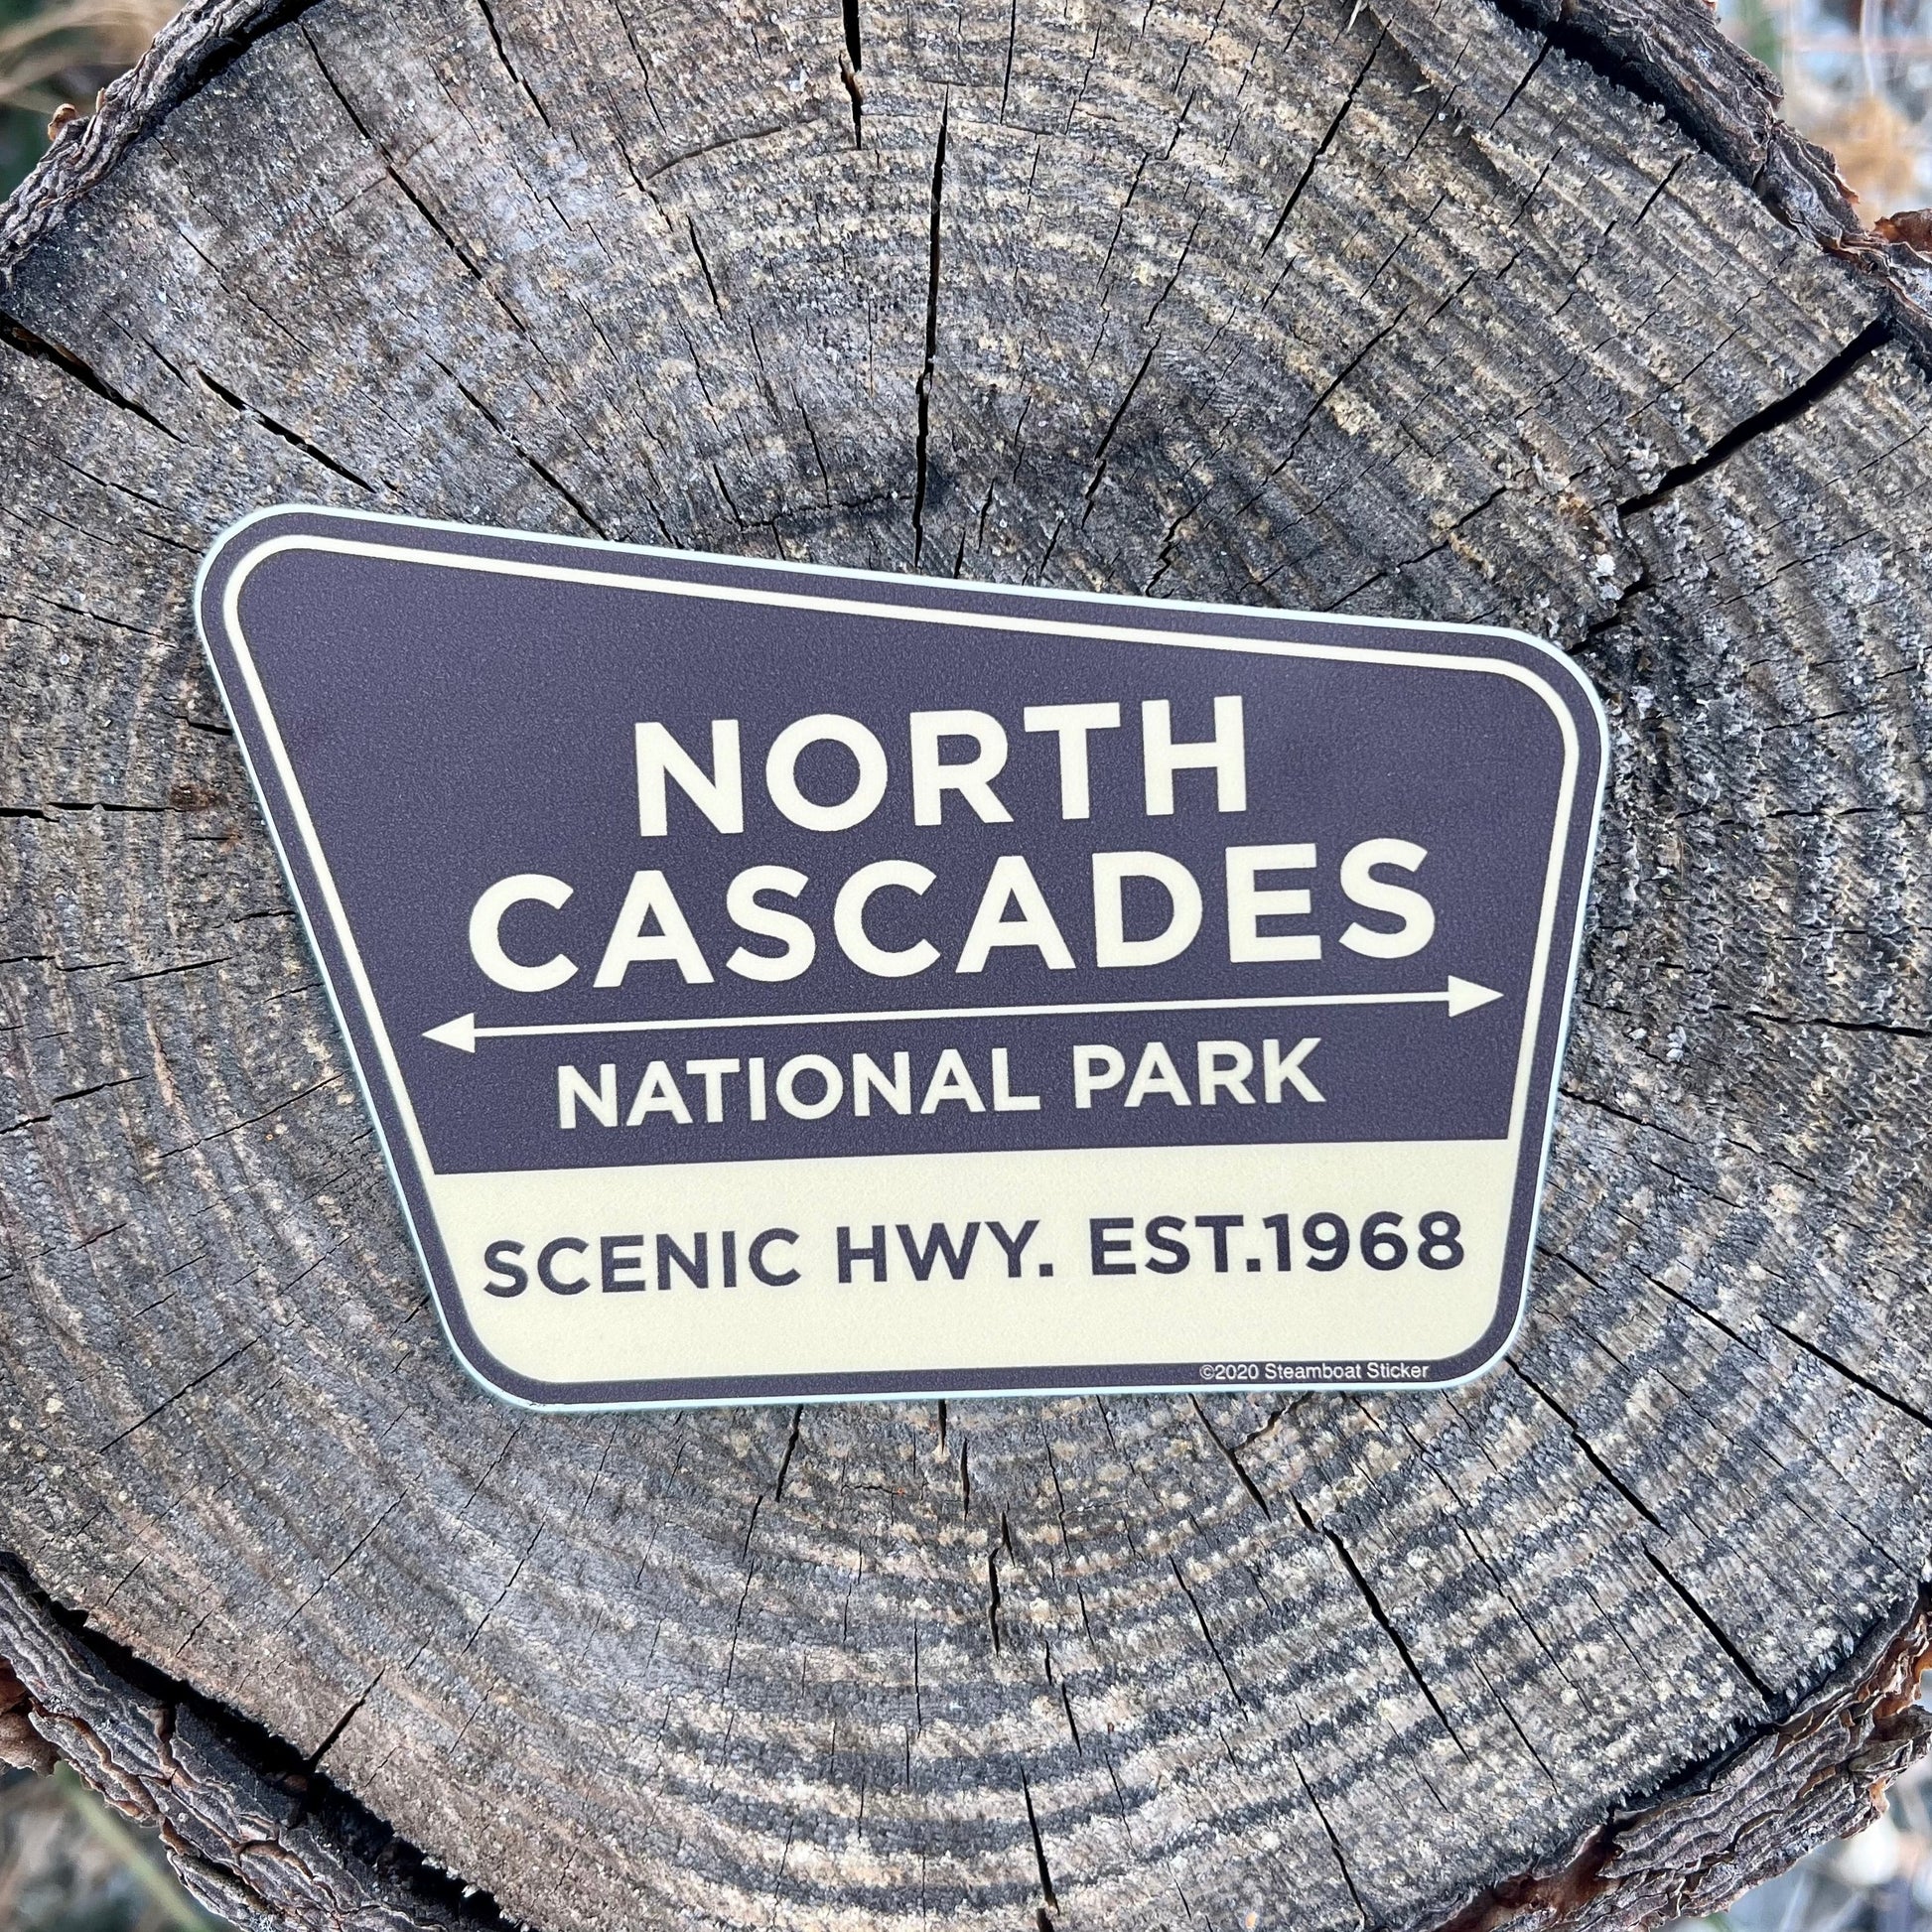 NORTH
CASCADES
NATIONAL PARK
SCENIC HWY. EST.1968
©2020 Steamboat Sticker